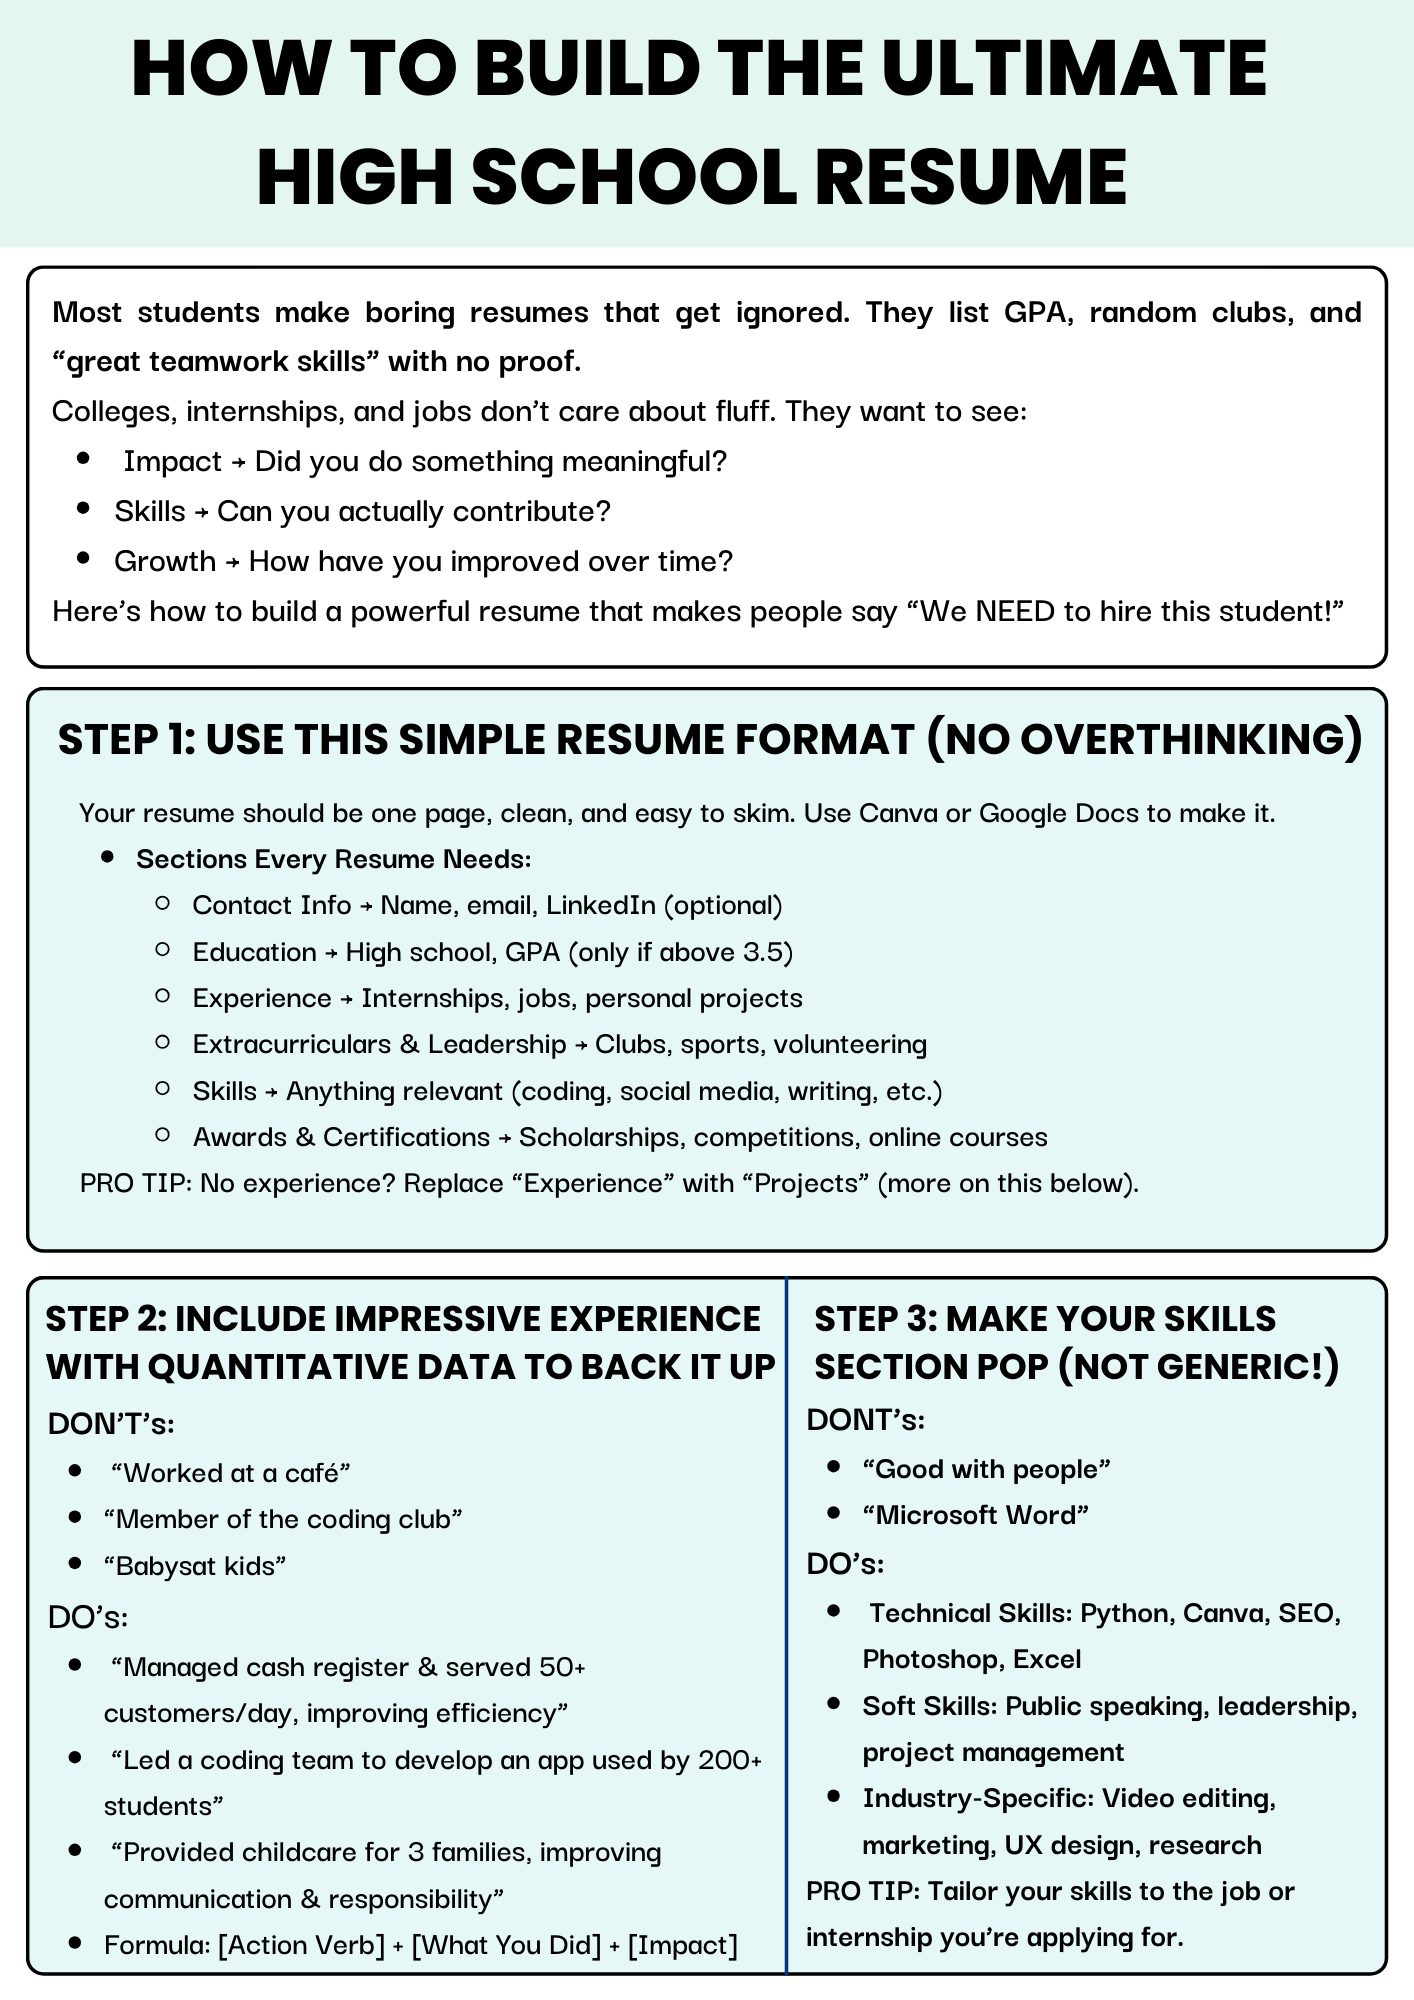 HOW TO BUILD THE ULTIMATE
HIGH SCHOOL RESUME
Most students make boring resumes that get ignored. They list GPA, random clubs, and
“great teamwork skills” with no proof.
Colleges, internships, and jobs don’t care about fluff. They want to see:
• Impact → Did you do something meaningful?
• Skills → Can you actually contribute?
• Growth → How have you improved over time?
Here’s how to build a powerful resume that makes people say “We NEED to hire this student!”
STEP 1: USE THIS SIMPLE RESUME FORMAT (NO OVERTHINKING)
Your resume should be one page, clean, and easy to skim. Use Canva or Google Docs to make it.
• Sections Every Resume Needs:
○ Contact Info → Name, email, LinkedIn (optional)
○ Education → High school, GPA (only if above 3.5)
○ Experience → Internships, jobs, personal projects
○ Extracurriculars & Leadership → Clubs, sports, volunteering
○ Skills → Anything relevant (coding, social media, writing, etc.)
○ Awards & Certifications → Scholarships, competitions, online courses
PRO TIP: No experience? Replace “Experience” with “Projects” (more on this below).
STEP 2: INCLUDE IMPRESSIVE EXPERIENCE
WITH QUANTITATIVE DATA TO BACK IT UP
DON’T’s:
• “Worked at a café”
• “Member of the coding club”
• “Babysat kids”
DO’s:
• “Managed cash register & served 50+
customers/day, improving efficiency”
• “Led a coding team to develop an app used by 200+
students”
• “Provided childcare for 3 families, improving
communication & responsibility”
• Formula: [Action Verb] + [What You Did] + [Impact]
STEP 3: MAKE YOUR SKILLS
SECTION POP (NOT GENERIC!)
DONT’s:
• “Good with people”
• “Microsoft Word”
DO’s:
• Technical Skills: Python, Canva, SEO,
Photoshop, Excel
• Soft Skills: Public speaking, leadership,
project management
• Industry-Specific: Video editing,
marketing, UX design, research
PRO TIP: Tailor your skills to the job or
internship you’re applying for.